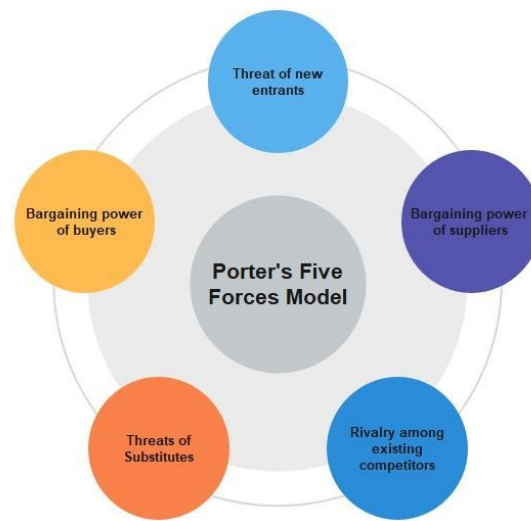 Threat of new
entrants
Bargaining power
of buyers
Bargaining power
of suppliers
Porter's Five
Forces Model
Threats of
Substitutes
Rivalry among
existing
competitors